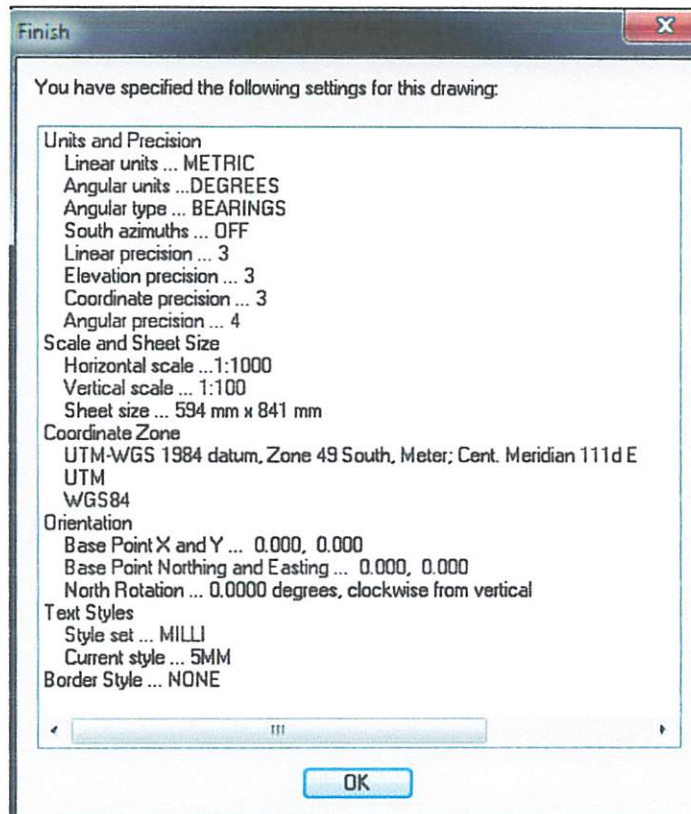 Finish
You have specified the following settings for this drawing:
Units and Precision
Linear units ... METRIC
Angular units ...DEGREES
Angular type ... BEARINGS
South azimuths ... OFF
Linear precision ... 3
Elevation precision ... 3
Coordinate precision ... 3
Angular precision ... 4
Scale and Sheet Size
Horizontal scale ...1:1000
Vertical scale ... 1:100
Sheet size ... 594 mm x 841 mm
Coordinate Zone
UTM-WGS 1984 datum, Zone 49 South, Meter; Cent. Meridian 111d E
UTM
WGS84
Orientation
Base Point X and Y ... 0.000, 0.000
Base Point Northing and Easting ... 0.000, 0.000
North Rotation ... 0.0000 degrees, clockwise from vertical
Text Styles
Style set ... MILLI
Current style ... 5MM
Border Style ... NONE
OK